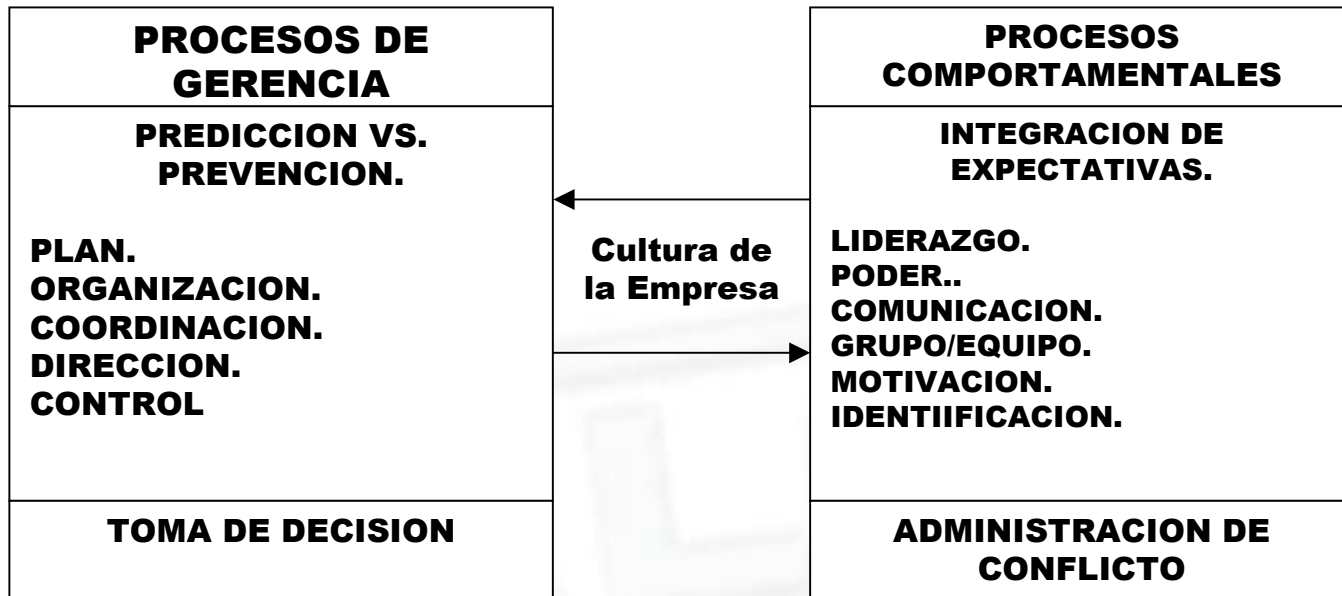 PROCESOS DE
GERENCIA
PREDICCION VS.
PREVENCION.
PLAN.
ORGANIZACION.
COORDINACION.
DIRECCION.
CONTROL
TOMA DE DECISION
Cultura de
la Empresa
PROCESOS
COMPORTAMENTALES
INTEGRACION DE
EXPECTATIVAS.
LIDERAZGO.
PODER..
COMUNICACION.
GRUPO/EQUIPO.
MOTIVACION.
IDENTIIFICACION.
ADMINISTRACION DE
CONFLICTO